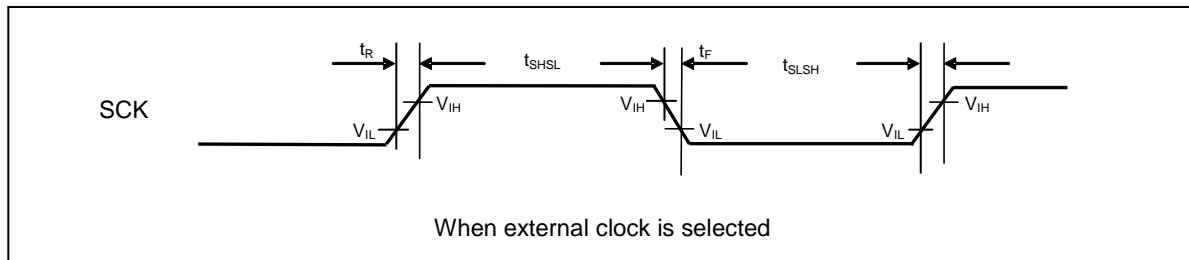 tR tSHSL tF tSLSH
SCK VIH VIH VIH
VIL VIL VIL
When external clock is selected